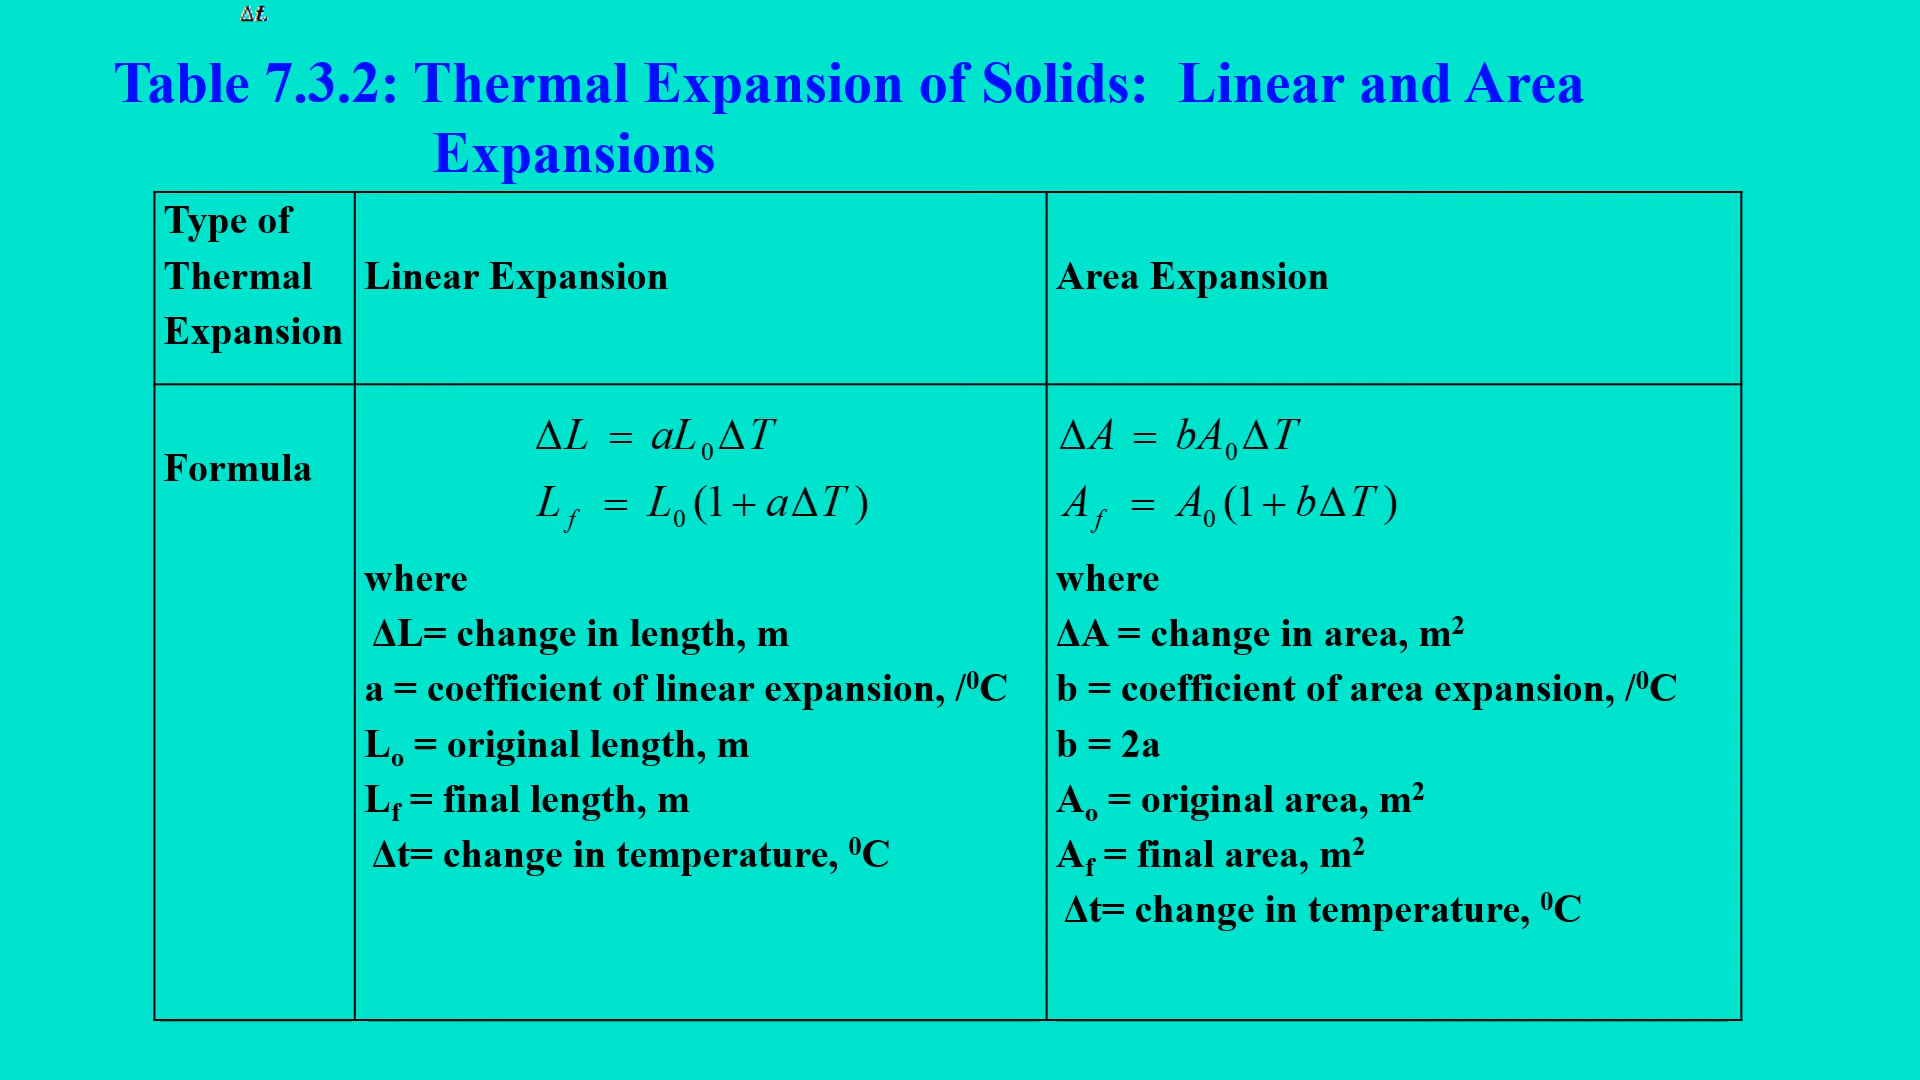 Δt.
Table 7.3.2: Thermal Expansion of Solids: Linear and Area
Expansions
Type of
Thermal
Expansion
Linear Expansion
Area Expansion
Formula
ΔL = aL₀ΔT
L_f = L₀(1 + aΔT)
where
ΔL= change in length, m
a = coefficient of linear expansion, /⁰C
Lₒ = original length, m
L_f = final length, m
Δt= change in temperature, ⁰C
ΔA = bA₀ΔT
A_f = A₀(1 + bΔT)
where
ΔA = change in area, m²
b = coefficient of area expansion, /⁰C
b = 2a
Aₒ = original area, m²
A_f = final area, m²
Δt= change in temperature, ⁰C